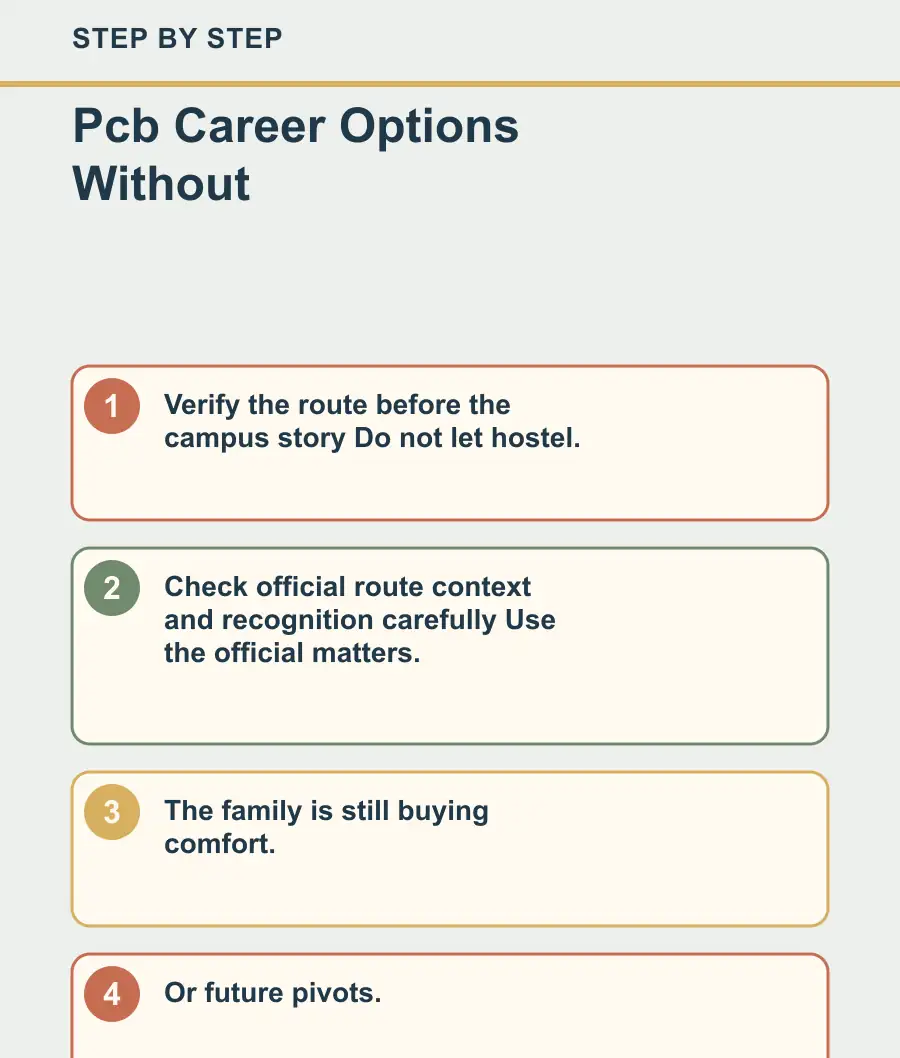 STEP BY STEP
Pcb Career Options
Without
1
Verify the route before the
campus story Do not let hostel.
2
Check official route context
and recognition carefully Use
the official matters.
3
The family is still buying
comfort.
4
Or future pivots.